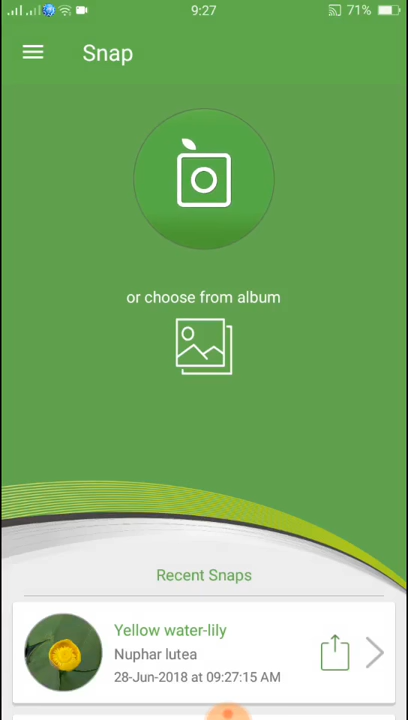 9:27
71%
Snap
or choose from album
Recent Snaps
Yellow water-lily
Nuphar lutea
28-Jun-2018 at 09:27:15 AM